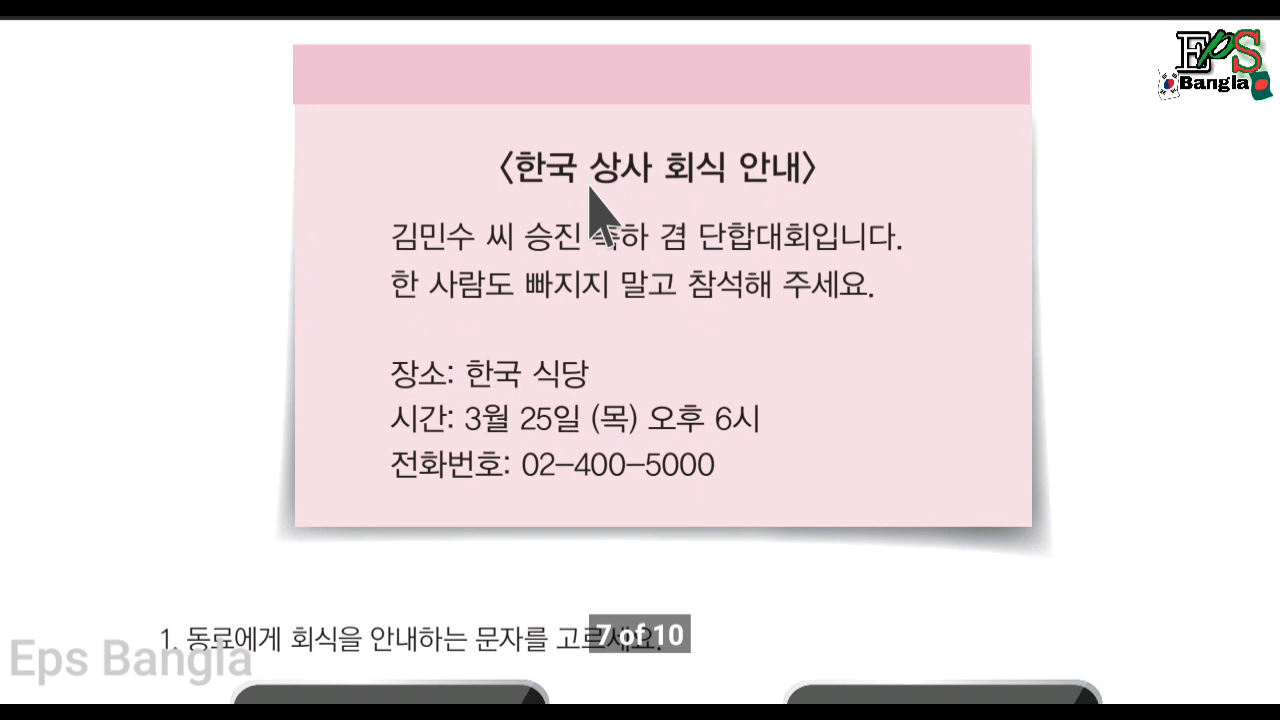 EPS
Bangla
〈한국 상사 회식 안내〉
김민수 씨 승진 축하 겸 단합대회입니다.
한 사람도 빠지지 말고 참석해 주세요.
장소: 한국 식당
시간: 3월 25일 (목) 오후 6시
전화번호: 02-400-5000
1. 동료에게 회식을 안내하는 문자를 고르세요.
7 of 10
Eps Bangla